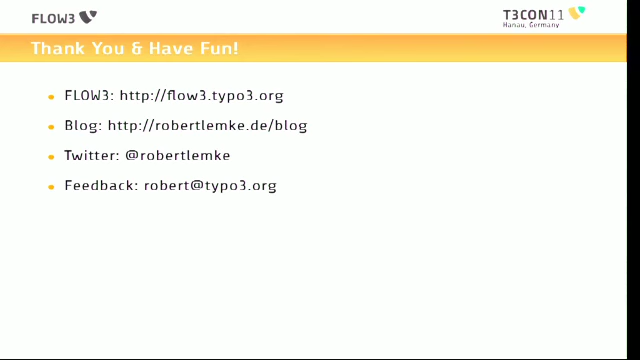 FLOW3
T3CON11
Hanau, Germany
Thank You & Have Fun!
FLOW3: http://flow3.typo3.org
Blog: http://robertlemke.de/blog
Twitter: @robertlemke
Feedback: robert@typo3.org